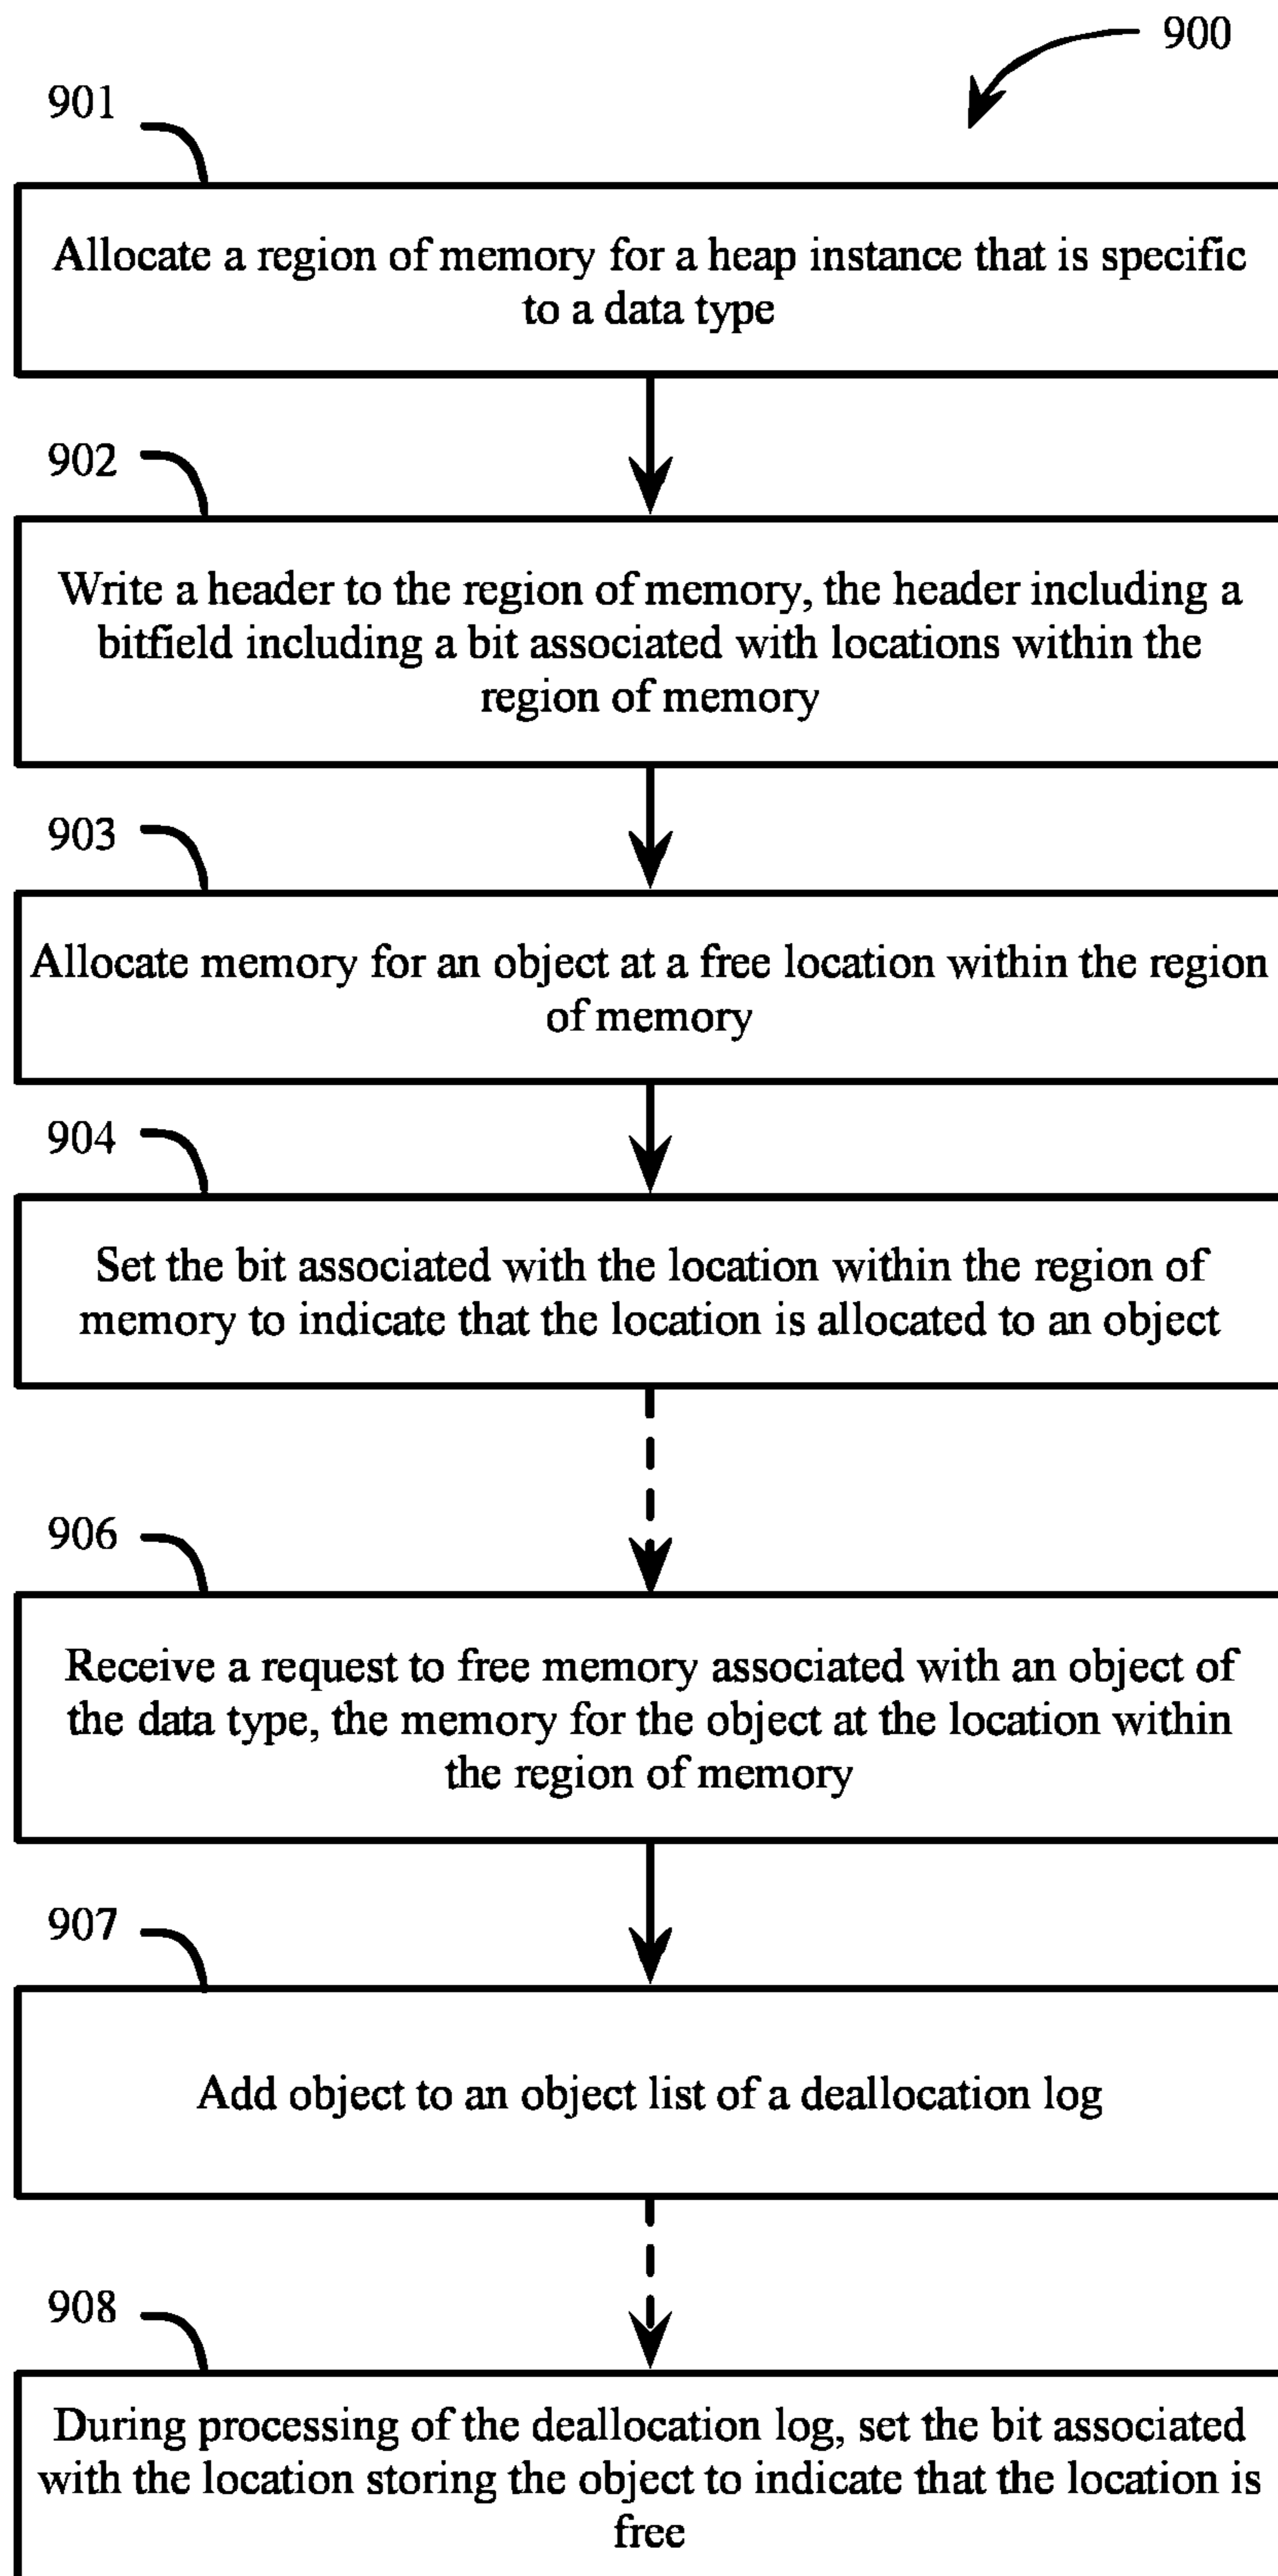 900
901
Allocate a region of memory for a heap instance that is specific
to a data type
902
Write a header to the region of memory, the header including a
bitfield including a bit associated with locations within the
region of memory
903
Allocate memory for an object at a free location within the region
of memory
904
Set the bit associated with the location within the region of
memory to indicate that the location is allocated to an object
906
Receive a request to free memory associated with an object of
the data type, the memory for the object at the location within
the region of memory
907
Add object to an object list of a deallocation log
908
During processing of the deallocation log, set the bit associated
with the location storing the object to indicate that the location is
free